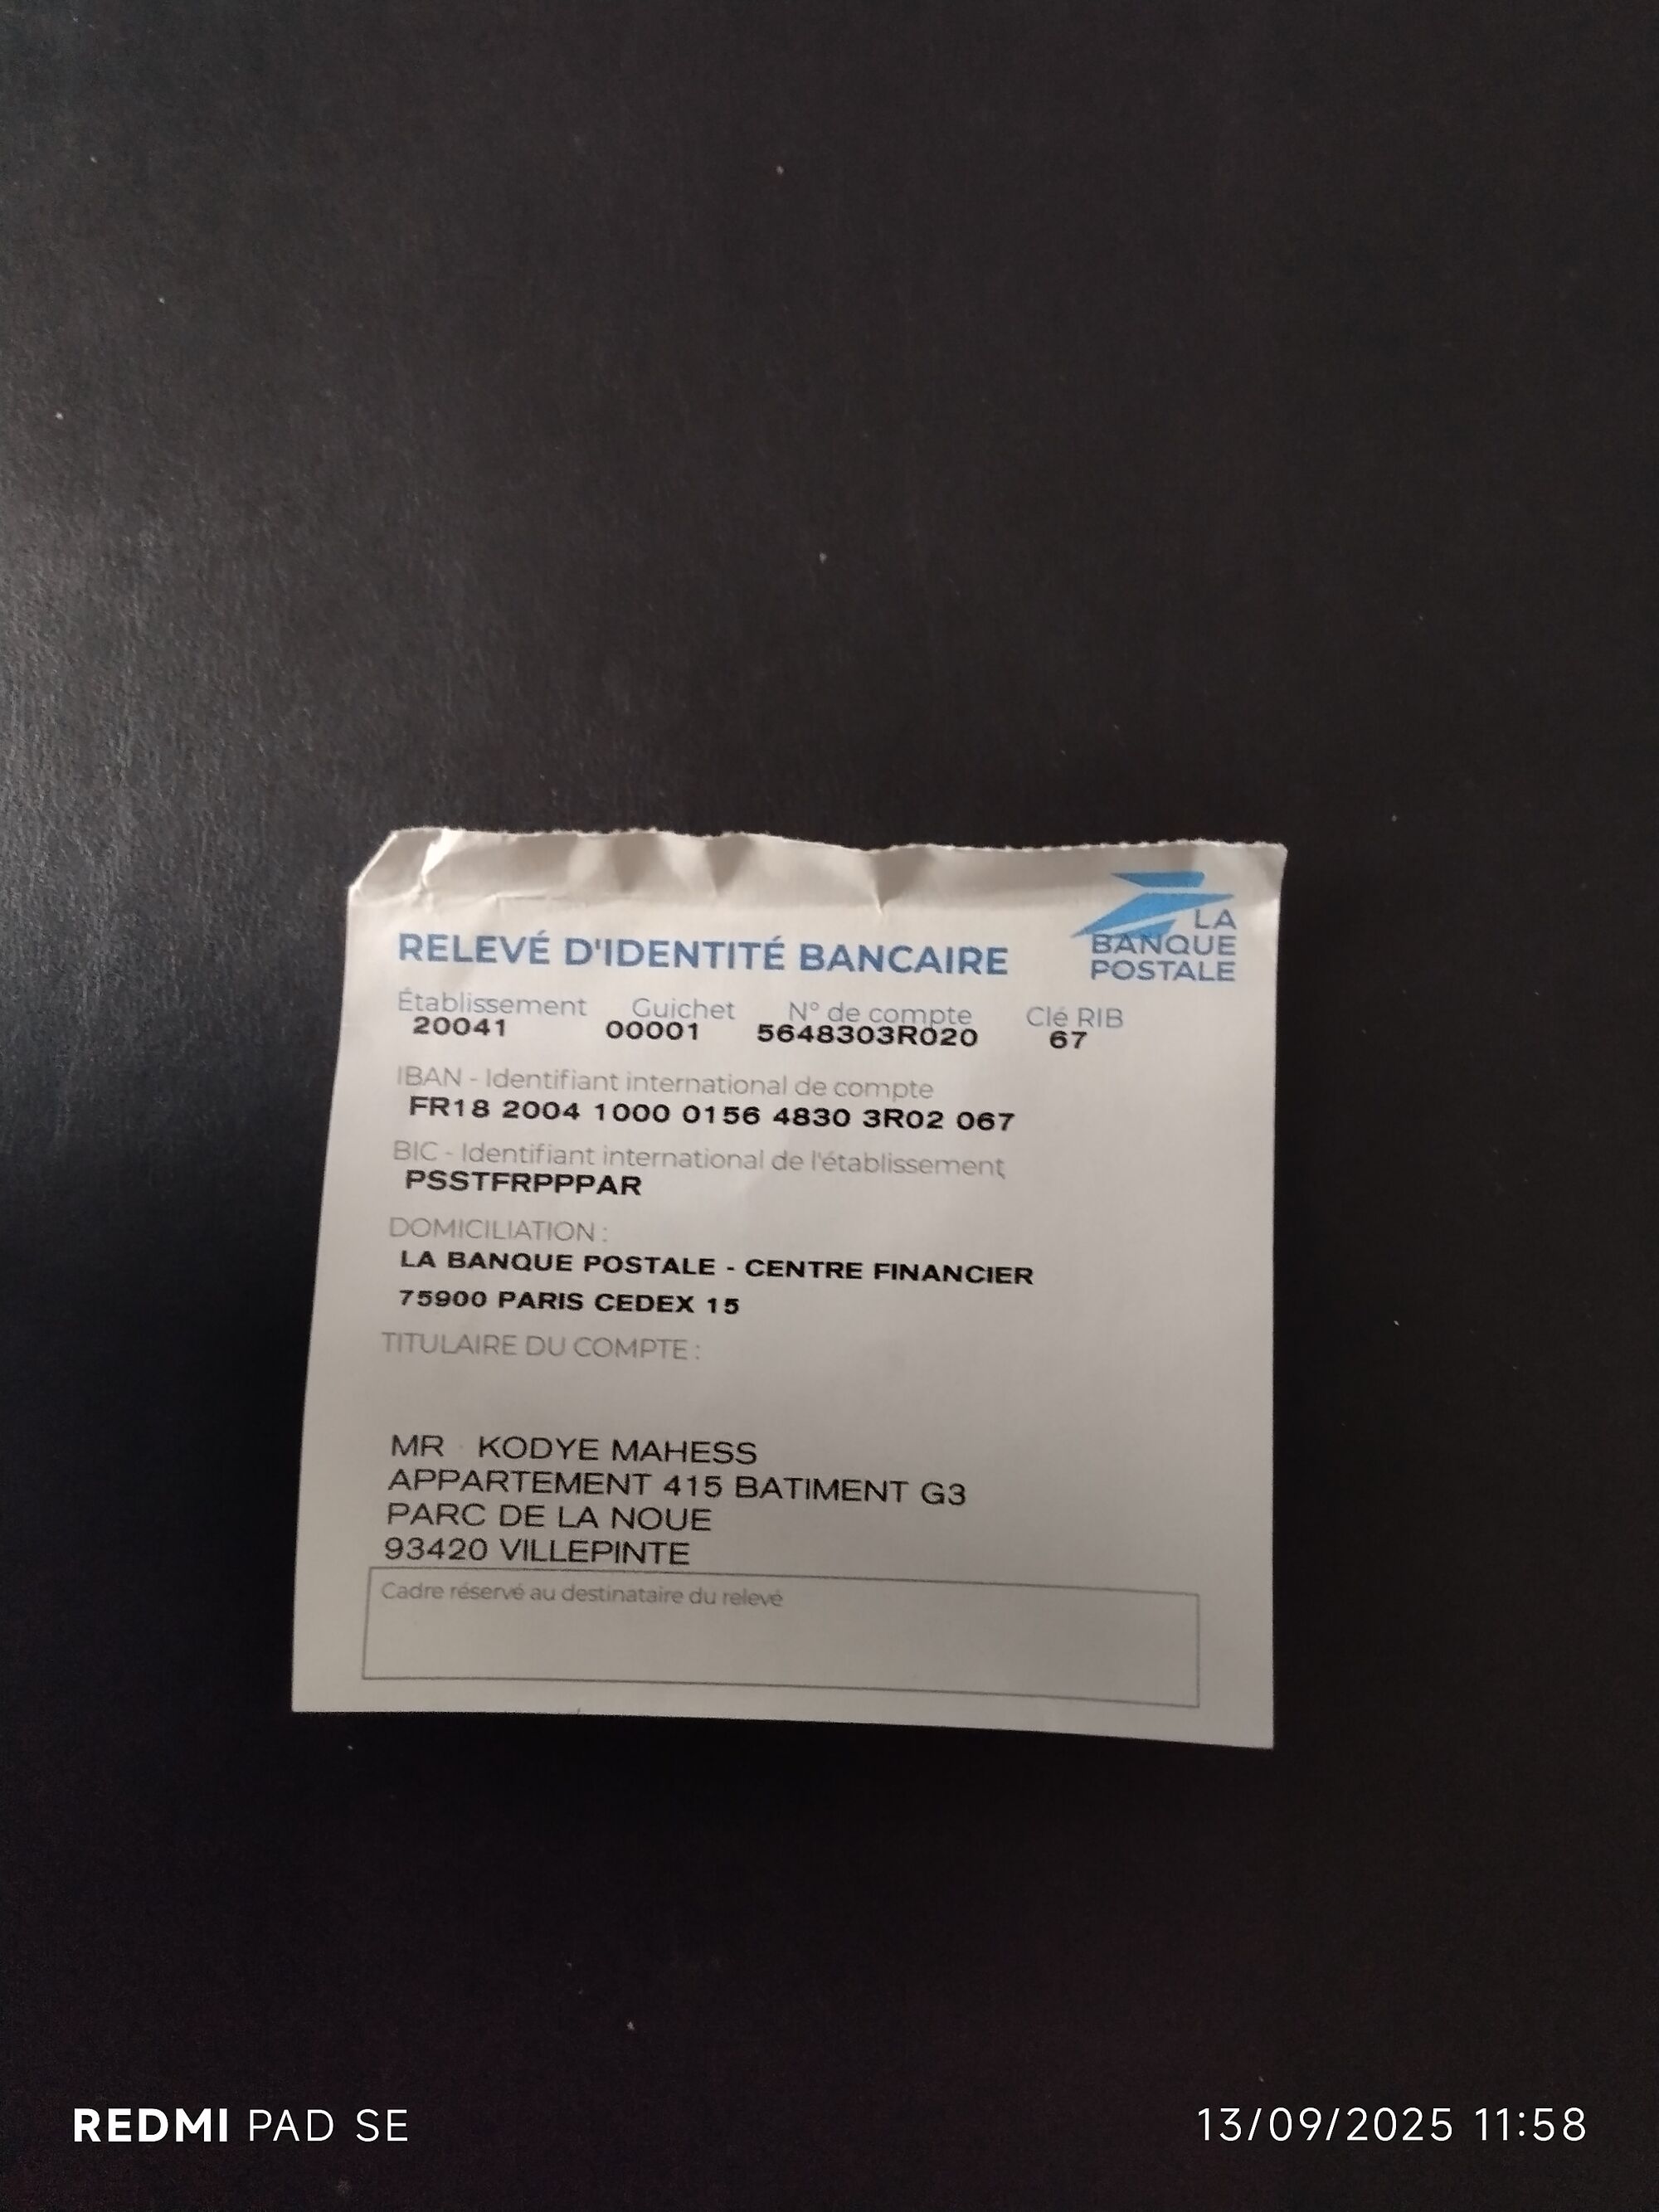 LA
BANQUE
POSTALE
RELEVÉ D'IDENTITÉ BANCAIRE
Établissement Guichet N° de compte Clé RIB
20041 00001 5648303R020 67
IBAN - Identifiant international de compte
FR18 2004 1000 0156 4830 3R02 067
BIC - Identifiant international de l'établissement
PSSTFRPPPAR
DOMICILIATION :
LA BANQUE POSTALE - CENTRE FINANCIER
75900 PARIS CEDEX 15
TITULAIRE DU COMPTE :
MR KODYE MAHESS
APPARTEMENT 415 BATIMENT G3
PARC DE LA NOUE
93420 VILLEPINTE
Cadre réservé au destinataire du relevé
REDMI PAD SE
13/09/2025 11:58